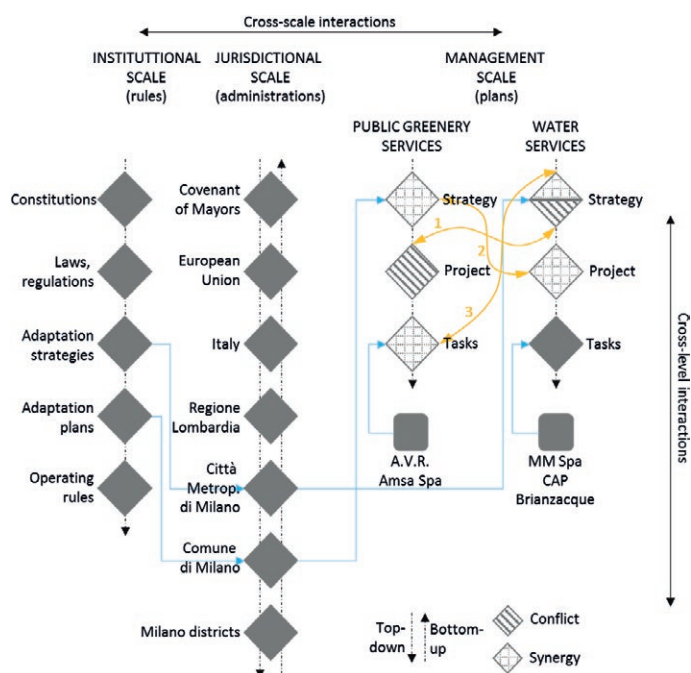 Cross-scale interactions
INSTITUTTIONAL
SCALE
(rules)
JURISDICTIONAL
SCALE
(administrations)
MANAGEMENT
SCALE
(plans)
PUBLIC GREENERY
SERVICES
WATER
SERVICES
Constitutions
Laws,
regulations
Adaptation
strategies
Adaptation
plans
Operating
rules
Covenant
of Mayors
European
Union
Italy
Regione
Lombardia
Città
Metrop.
di Milano
Comune
di Milano
Milano districts
Strategy
Project
Tasks
A.V.R.
Amsa Spa
1
2
3
Strategy
Project
Tasks
MM Spa
CAP
Brianzacque
Cross-level interactions
Top-
down
Bottom-
up
Conflict
Synergy